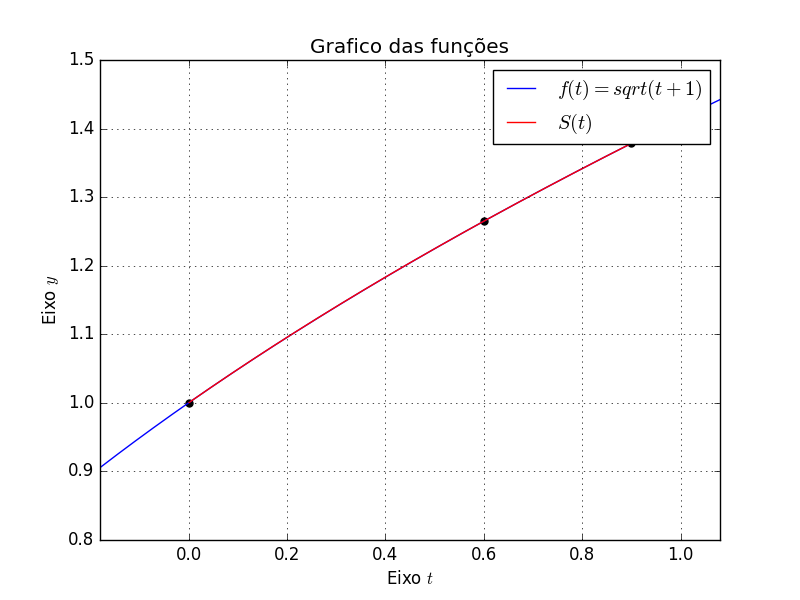 Grafico das funções
f(t) = sqrt(t + 1)
S(t)
1.5
1.4
1.3
1.2
1.1
1.0
0.9
0.8
Eixo y
0.0 0.2 0.4 0.6 0.8 1.0
Eixo t